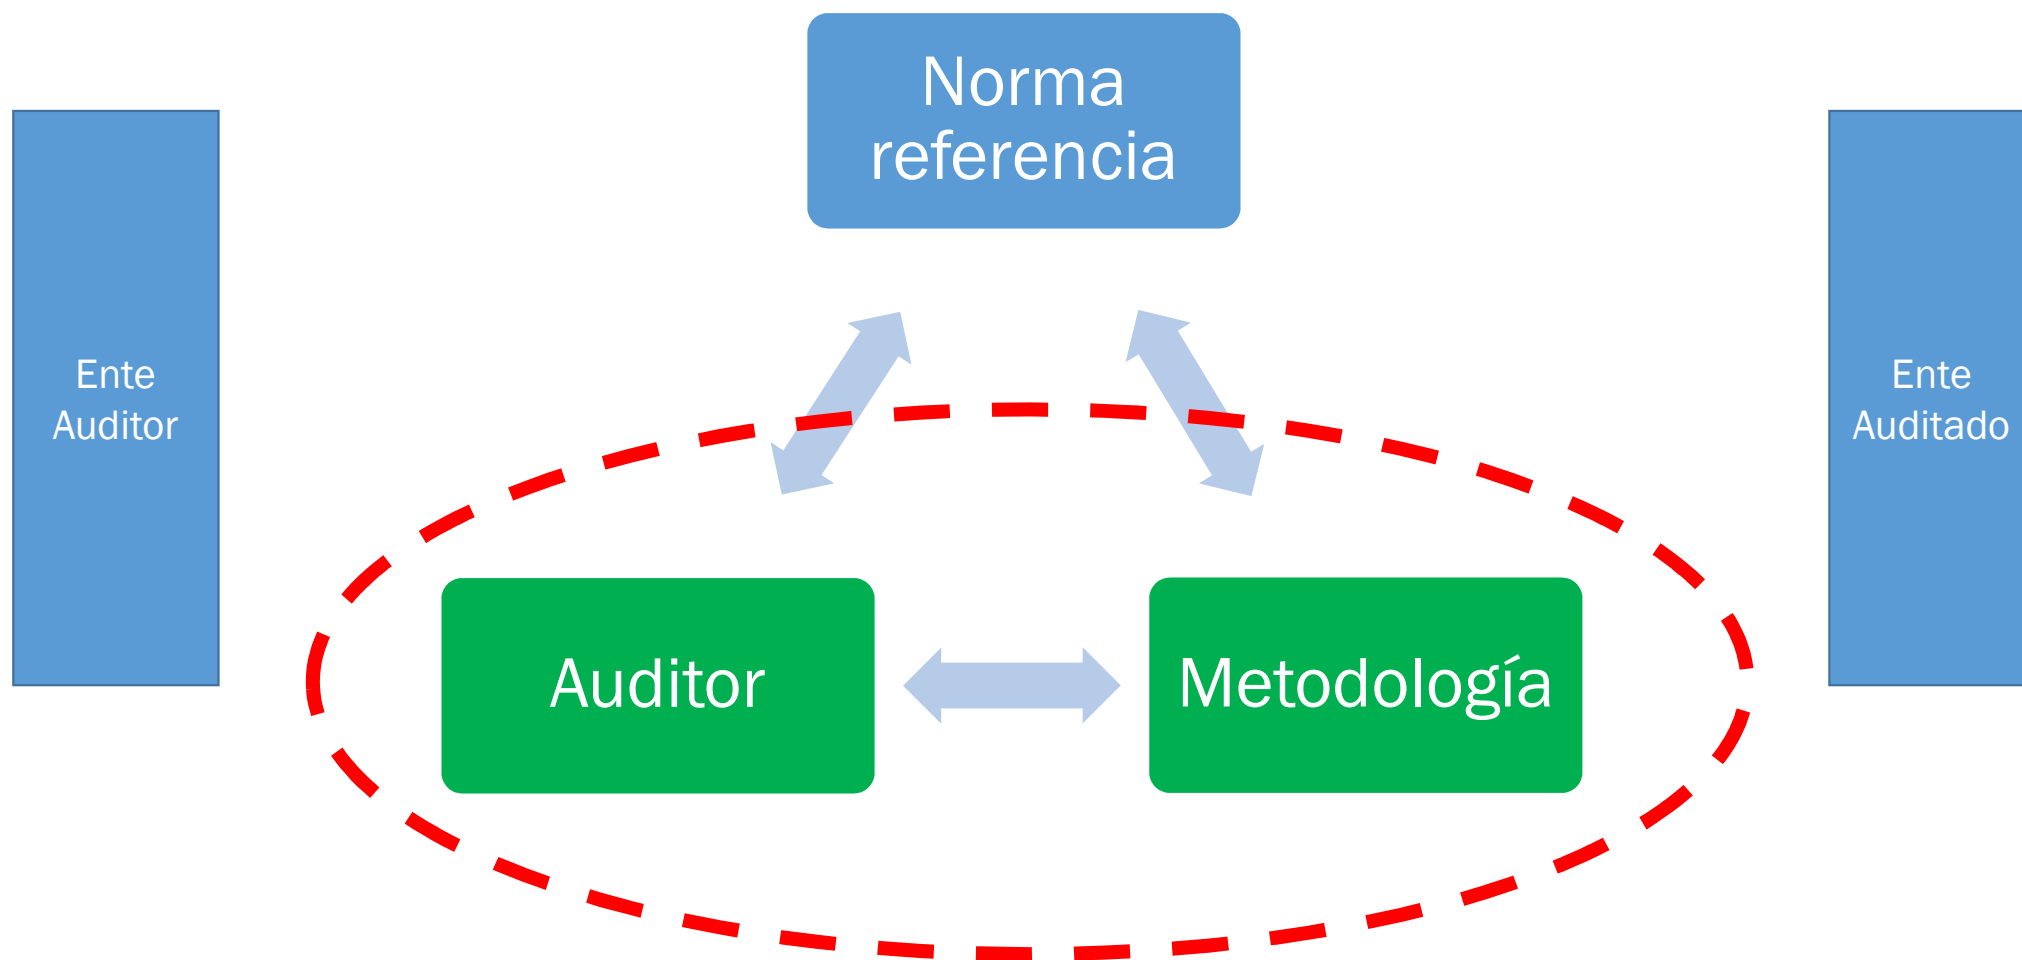 Norma
referencia
Ente
Auditor
Ente
Auditado
Auditor
Metodología